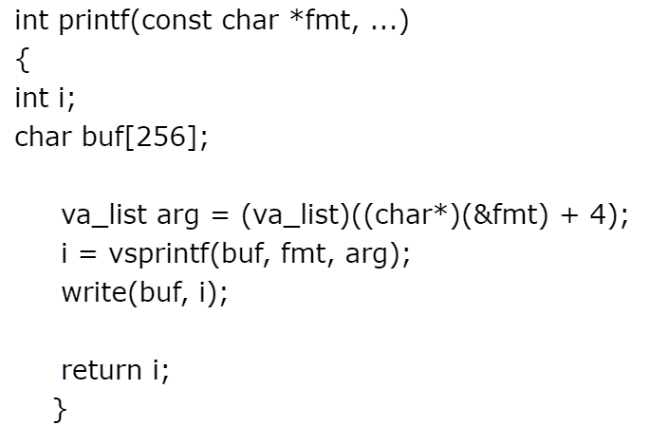 int printf(const char *fmt, ...)
{
int i;
char buf[256];
va_list arg = (va_list)((char*)(&fmt) + 4);
i = vsprintf(buf, fmt, arg);
write(buf, i);
return i;
}